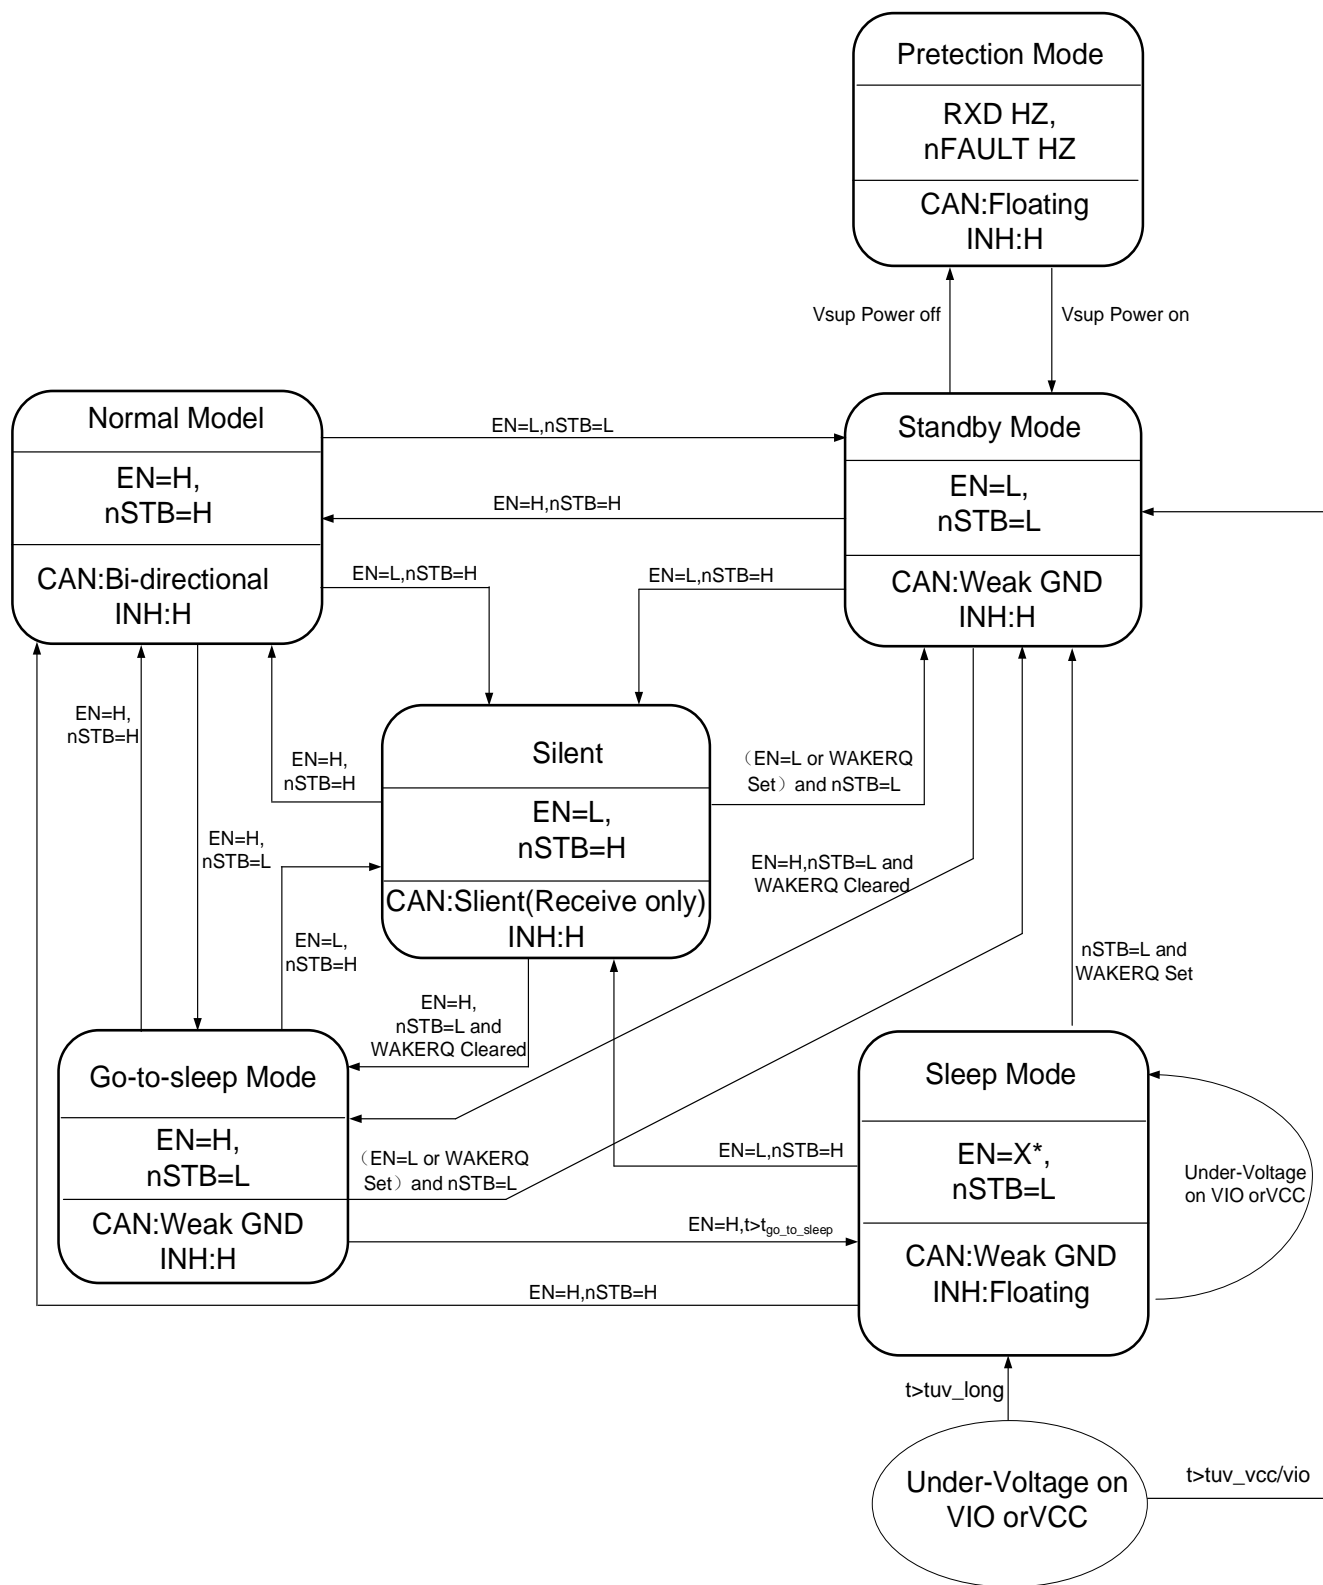 Pretection Mode
RXD HZ,
nFAULT HZ
CAN:Floating
INH:H
Vsup Power off
Vsup Power on
Normal Model
EN=H,
nSTB=H
CAN:Bi-directional
INH:H
EN=L,nSTB=L
EN=H,nSTB=H
Standby Mode
EN=L,
nSTB=L
CAN:Weak GND
INH:H
EN=L,nSTB=H
EN=L,nSTB=H
EN=H,
nSTB=H
EN=H,
nSTB=H
Silent
EN=L,
nSTB=H
CAN:Slient(Receive only)
INH:H
（EN=L or WAKERQ
Set）and nSTB=L
EN=H,
nSTB=L
EN=H,nSTB=L and
WAKERQ Cleared
EN=L,
nSTB=H
nSTB=L and
WAKERQ Set
EN=H,
nSTB=L and
WAKERQ Cleared
Go-to-sleep Mode
EN=H,
nSTB=L
CAN:Weak GND
INH:H
（EN=L or WAKERQ
Set）and nSTB=L
EN=L,nSTB=H
EN=H,t>tgo_to_sleep
EN=H,nSTB=H
Sleep Mode
EN=X*,
nSTB=L
CAN:Weak GND
INH:Floating
Under-Voltage
on VIO orVCC
t>tuv_long
Under-Voltage on
VIO orVCC
t>tuv_vcc/vio